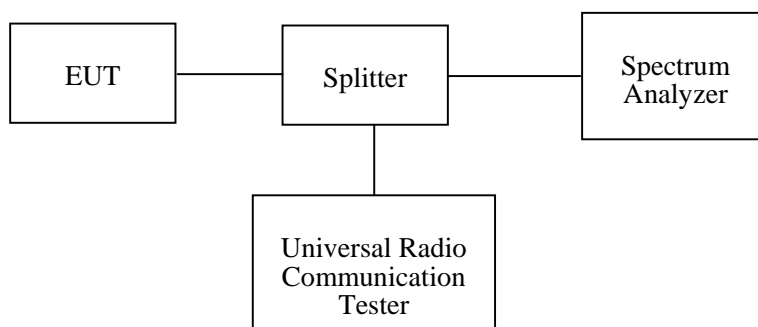 EUT
Splitter
Spectrum
Analyzer
Universal Radio
Communication
Tester